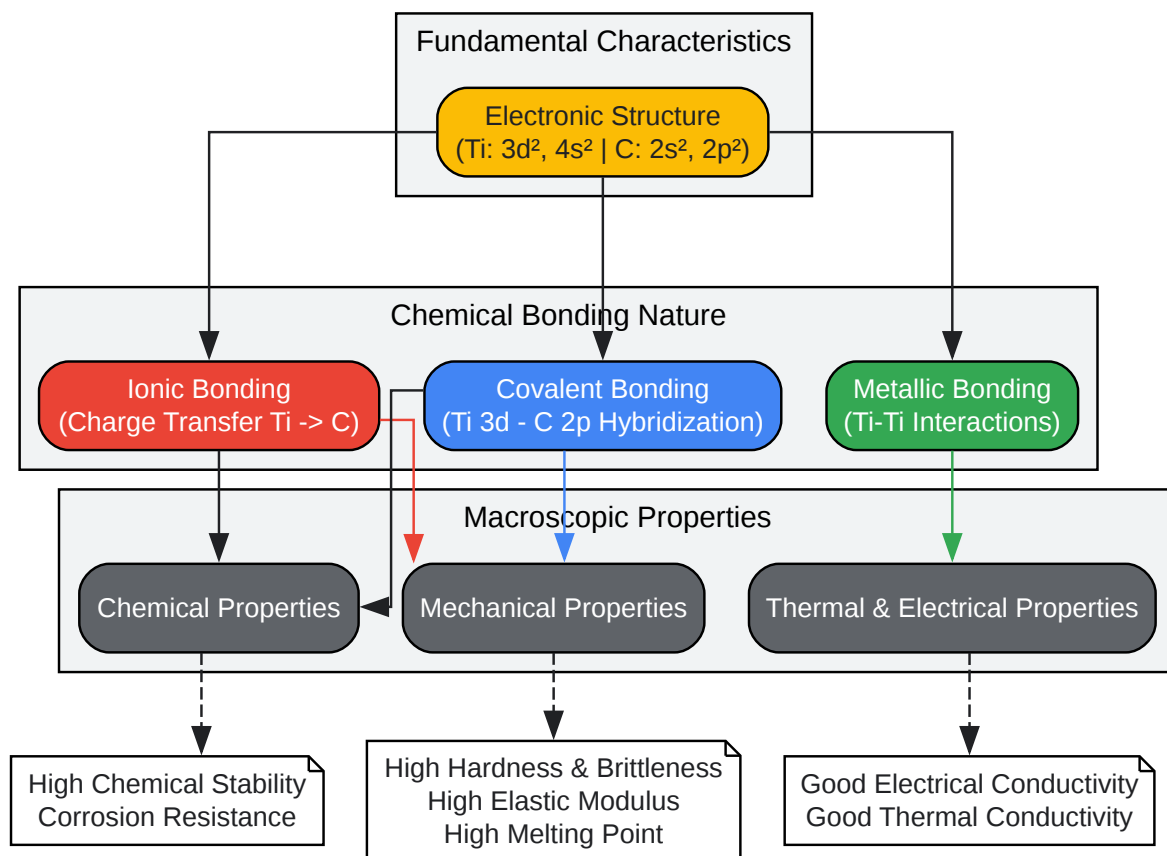 Fundamental Characteristics
Electronic Structure
(Ti: 3d², 4s² | C: 2s², 2p²)
Chemical Bonding Nature
Ionic Bonding
(Charge Transfer Ti -> C)
Covalent Bonding
(Ti 3d - C 2p Hybridization)
Metallic Bonding
(Ti-Ti Interactions)
Macroscopic Properties
Chemical Properties
Mechanical Properties
Thermal & Electrical Properties
High Chemical Stability
Corrosion Resistance
High Hardness & Brittleness
High Elastic Modulus
High Melting Point
Good Electrical Conductivity
Good Thermal Conductivity